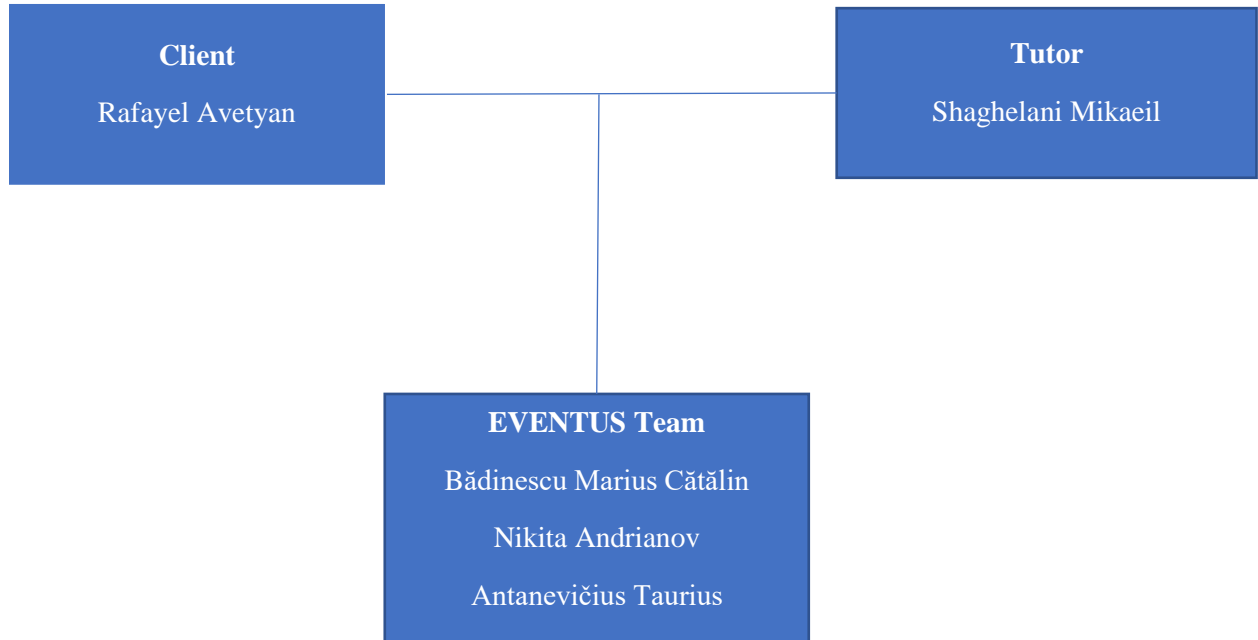 Client
Rafayel Avetyan
Tutor
Shaghelani Mikaeil
EVENTUS Team
Bădinescu Marius Cătălin
Nikita Andrianov
Antanevičius Taurius